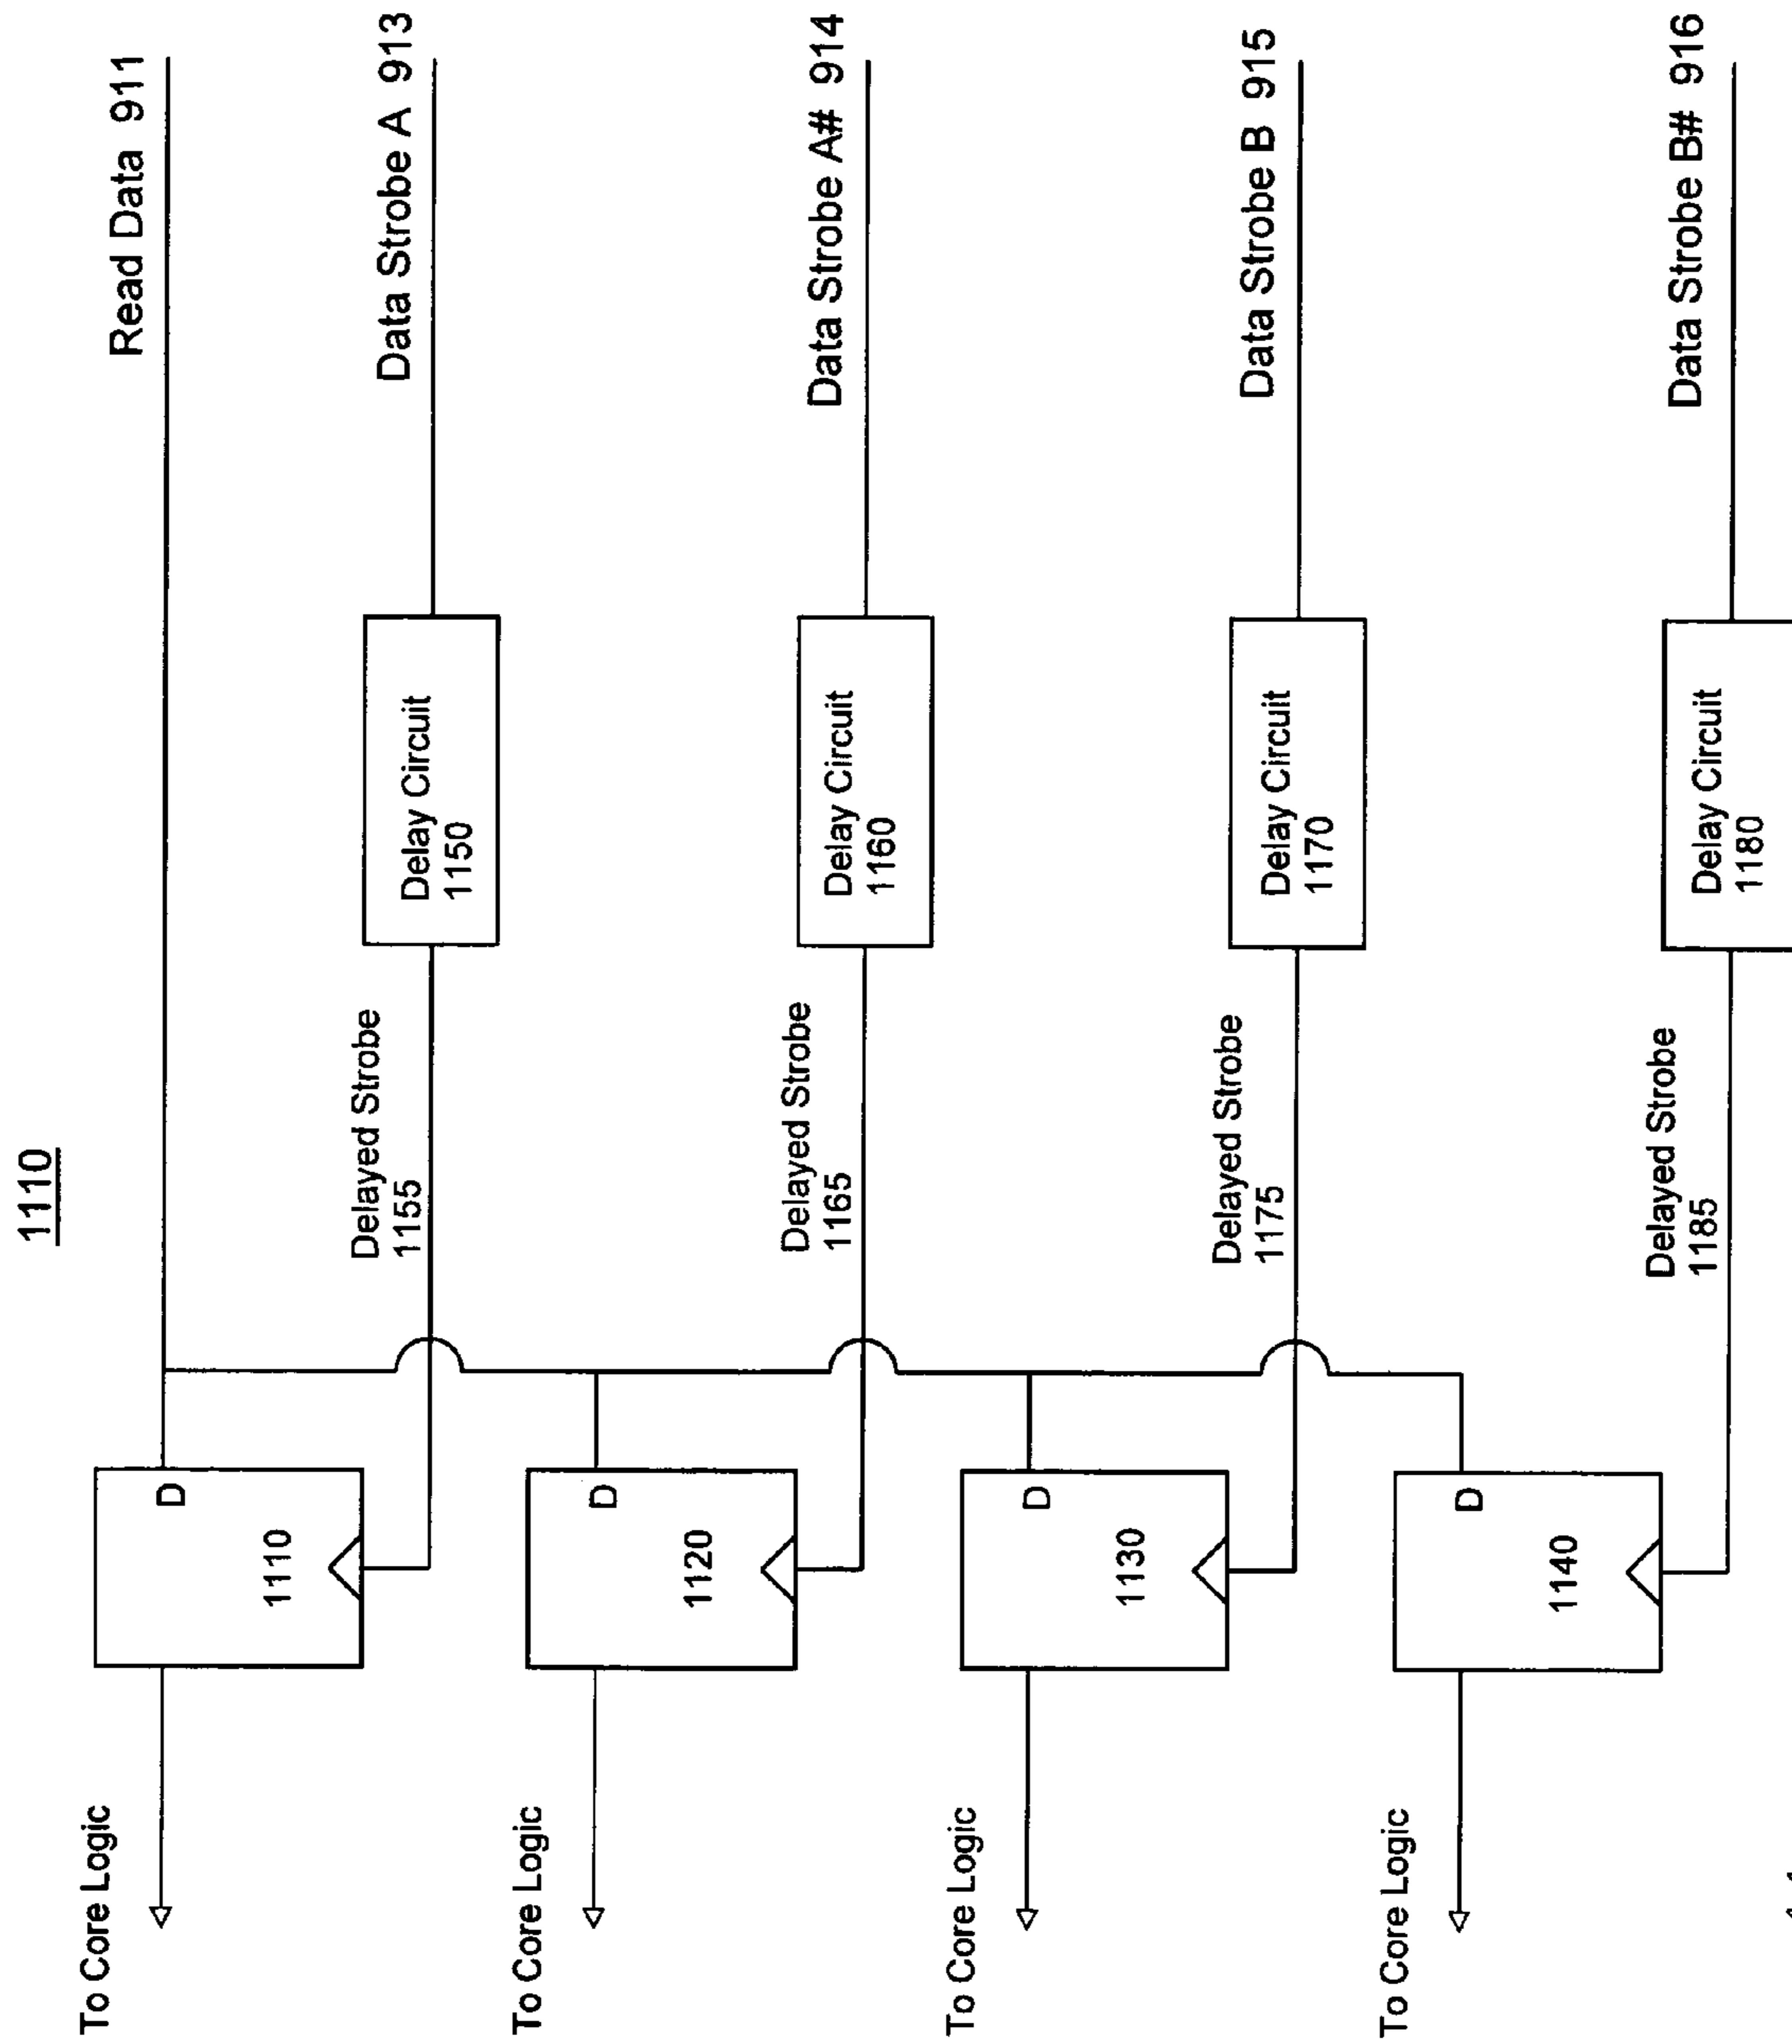 1110
Read Data 911
To Core Logic
D
1110
Data Strobe A 913
Delay Circuit
1150
Delayed Strobe
1155
To Core Logic
D
1120
Data Strobe A# 914
Delay Circuit
1160
Delayed Strobe
1165
To Core Logic
D
1130
Data Strobe B 915
Delay Circuit
1170
Delayed Strobe
1175
To Core Logic
D
1140
Data Strobe B# 916
Delay Circuit
1180
Delayed Strobe
1185